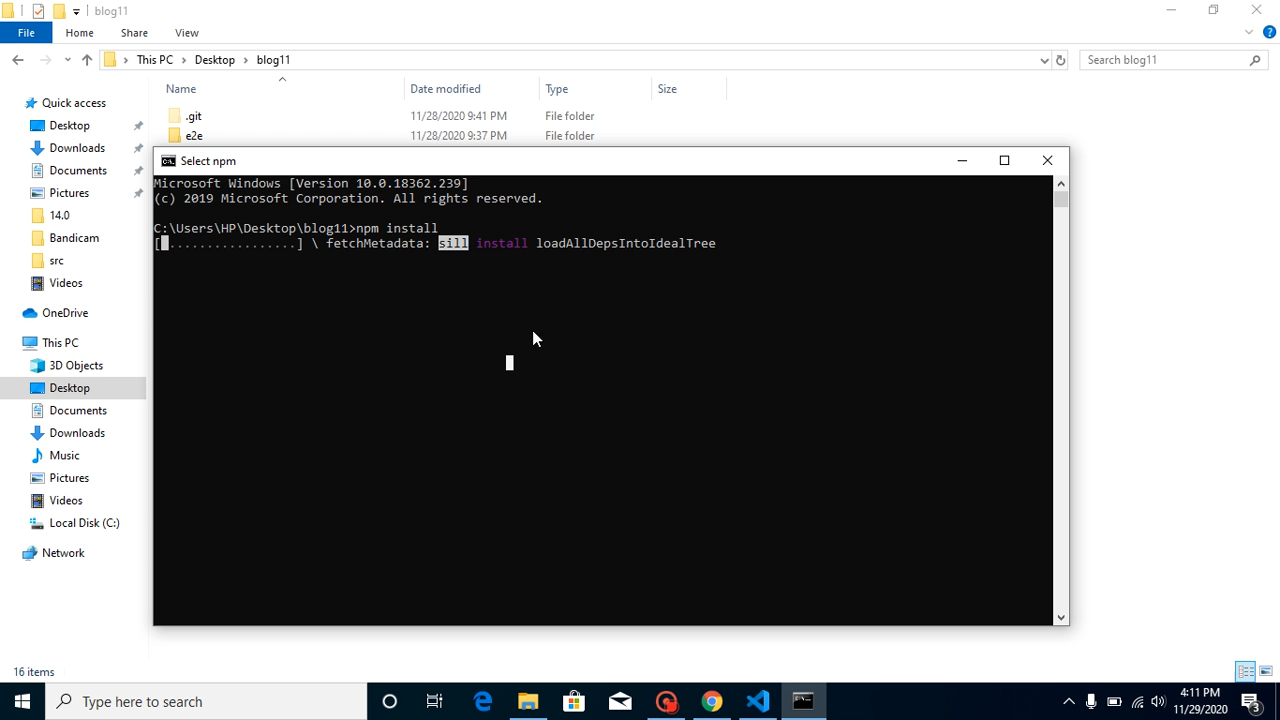 blog11
File Home Share View
This PC Desktop blog11 Search blog11
Name Date modified Type Size
.git 11/28/2020 9:41 PM File folder
e2e 11/28/2020 9:37 PM File folder
Quick access
Desktop
Downloads
Documents
Pictures
14.0
Bandicam
src
Videos
OneDrive
This PC
3D Objects
Desktop
Documents
Downloads
Music
Pictures
Videos
Local Disk (C:)
Network
Select npm
Microsoft Windows [Version 10.0.18362.239]
(c) 2019 Microsoft Corporation. All rights reserved.
C:\Users\HP\Desktop\blog11>npm install
[ .................] \ fetchMetadata: sill install loadAllDepsIntoIdealTree
16 items
Type here to search
4:11 PM
11/29/2020
3